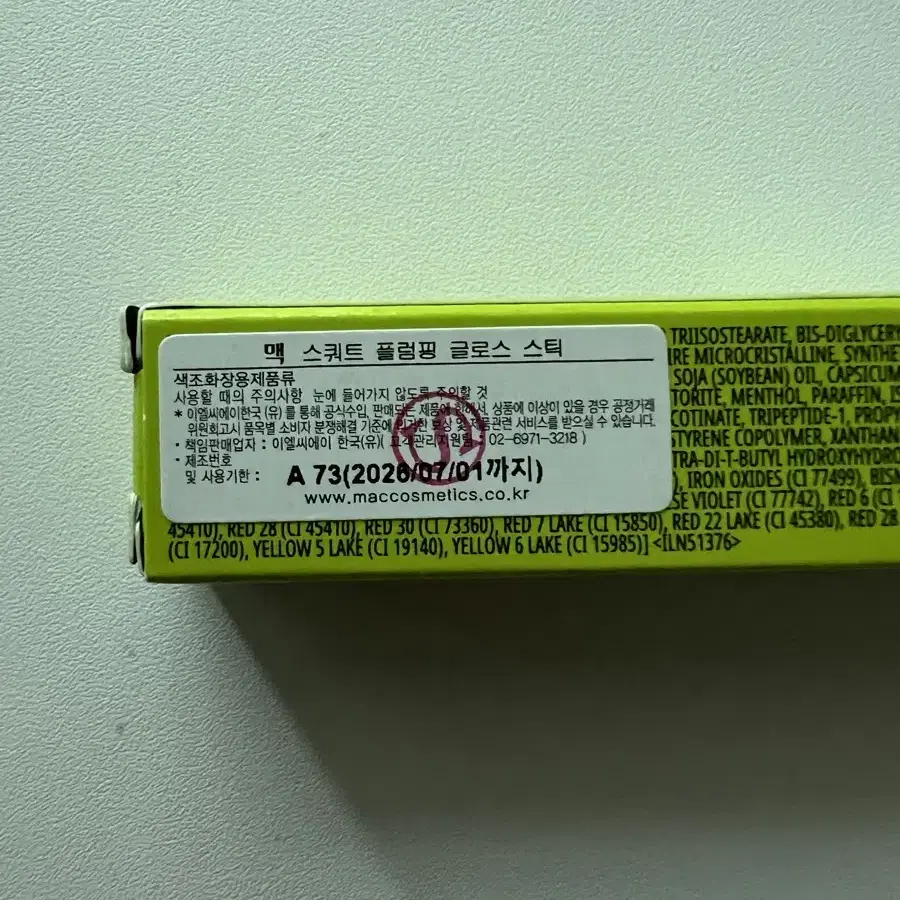 맥 스쿼트 플럼핑 글로스 스틱
색조화장용제품류
사용할 때의 주의사항 눈에 들어가지 않도록 주의할 것
* 이엘씨에이한국 (유) 를 통해 공식수입, 판매되는 제품에 한해서, 상품에 이상이 있을 경우 공정거래
위원회고시 품목별 소비자 분쟁해결 기준에 의거한 보상 및 제품관련 서비스를 받으실 수 있습니다.
· 책임판매업자 : 이엘씨에이 한국(유)( 고객관리지원팀 : 02-6971-3218 )
· 제조번호
및 사용기한 : A 73(2026/07/01까지)
www.maccosmetics.co.kr
TRIISOSTEARATE, BIS-DIGLYCERY
MICROCRISTALLINE, SYNTHE
SOJA (SOYBEAN) OIL, CAPSICUM
MENTHOL, PARAFFIN,
TRIPEPTIDE-1, PROP
STYRENE COPOLYMER, XANTHAN
TRA-DI-T-BUTYL HYDROXYHYDRO
IRON OXIDES (CI 77499), BISM
VIOLET (CI 77742), RED 6 (CI
45410), RED 28 (CI 45410), RED 30 (CI 73360), RED 7 LAKE (CI 15850), RED 22 LAKE (CI 45380), RED 28
(CI 17200), YELLOW 5 LAKE (CI 19140), YELLOW 6 LAKE (CI 15985)] <ILN51376>